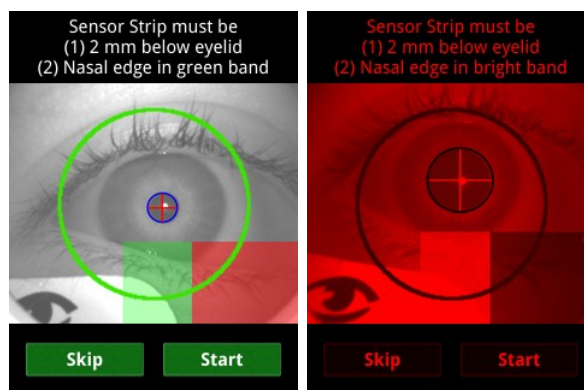 Sensor Strip must be
(1) 2 mm below eyelid
(2) Nasal edge in green band
Skip
Start
Sensor Strip must be
(1) 2 mm below eyelid
(2) Nasal edge in bright band
Skip
Start